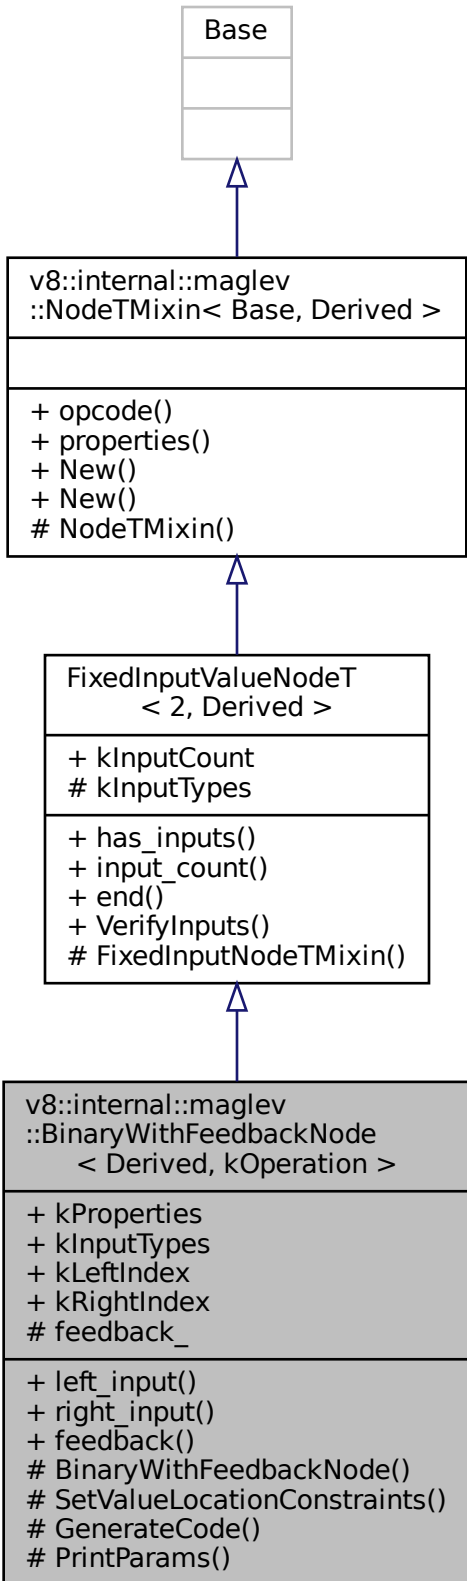 Base
v8::internal::maglev
::NodeTMixin< Base, Derived >
+ opcode()
+ properties()
+ New()
+ New()
# NodeTMixin()
FixedInputValueNodeT
< 2, Derived >
+ kInputCount
# kInputTypes
+ has_inputs()
+ input_count()
+ end()
+ VerifyInputs()
# FixedInputNodeTMixin()
v8::internal::maglev
::BinaryWithFeedbackNode
< Derived, kOperation >
+ kProperties
+ kInputTypes
+ kLeftIndex
+ kRightIndex
# feedback_
+ left_input()
+ right_input()
+ feedback()
# BinaryWithFeedbackNode()
# SetValueLocationConstraints()
# GenerateCode()
# PrintParams()